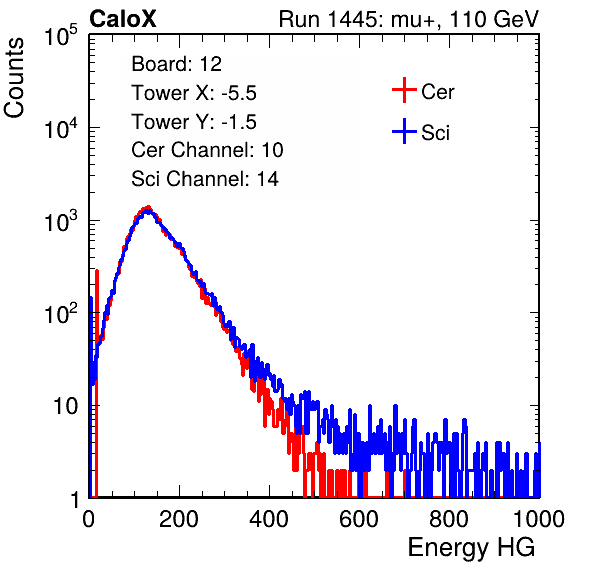 CaloX Run 1445: mu+, 110 GeV
Counts
Board: 12
Tower X: -5.5
Tower Y: -1.5
Cer Channel: 10
Sci Channel: 14
Cer
Sci
10^5
10^4
10^3
10^2
10
1
0 200 400 600 800 1000
Energy HG